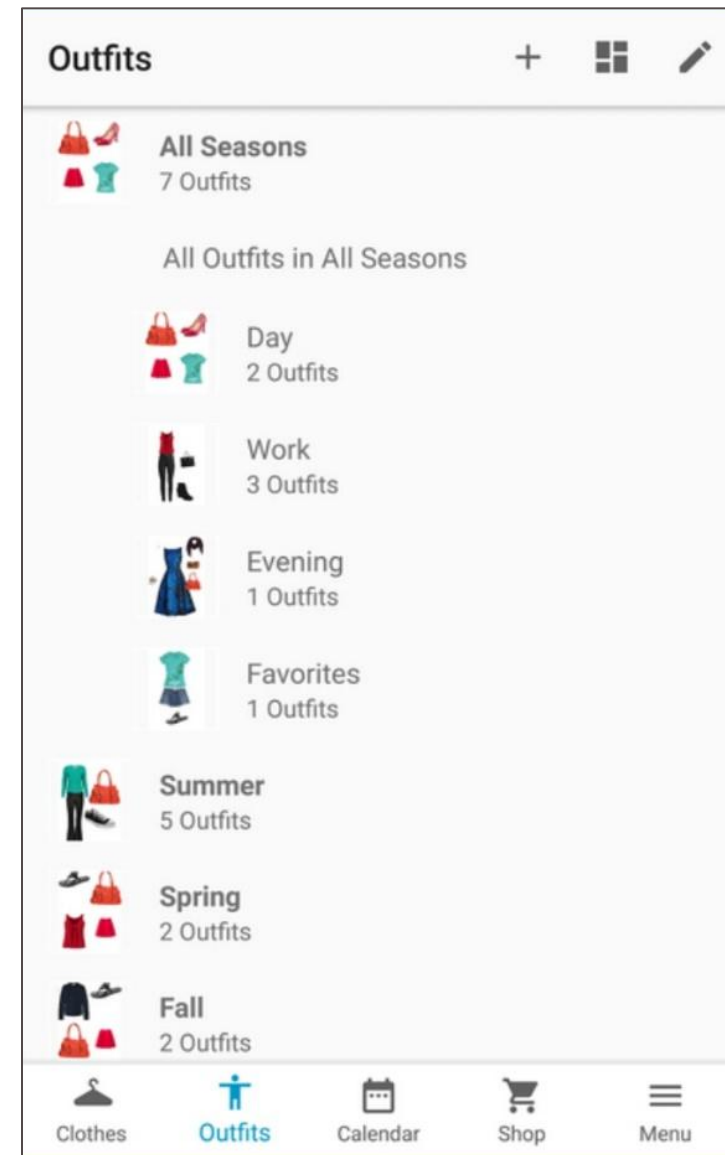 Outfits
All Seasons
7 Outfits
All Outfits in All Seasons
Day
2 Outfits
Work
3 Outfits
Evening
1 Outfits
Favorites
1 Outfits
Summer
5 Outfits
Spring
2 Outfits
Fall
2 Outfits
Clothes
Outfits
Calendar
Shop
Menu